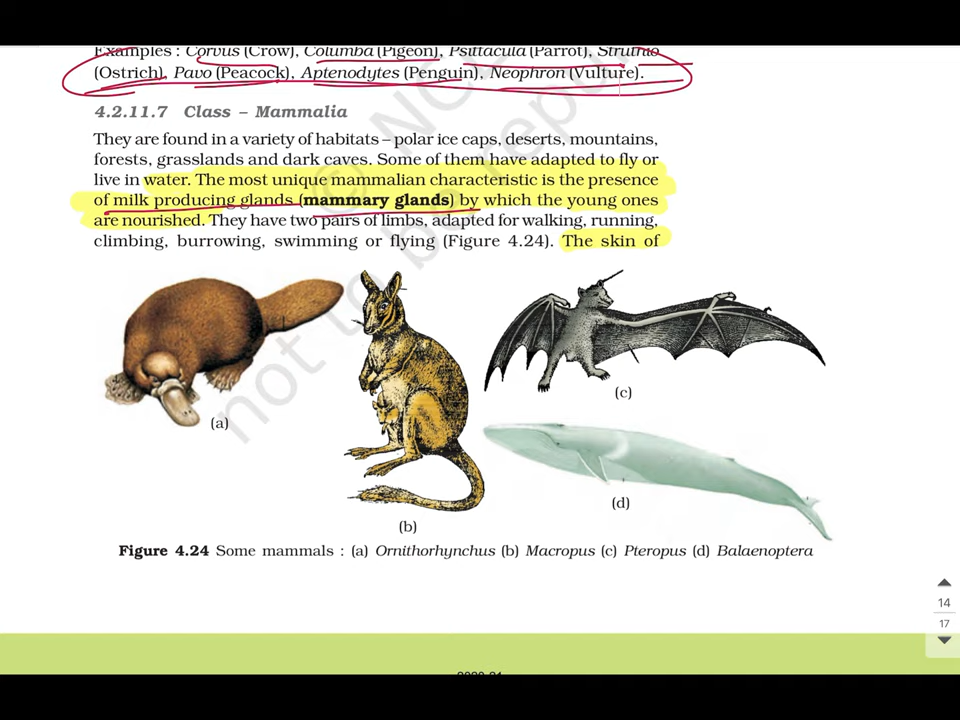 Examples : Corvus (Crow), Columba (Pigeon), Psittacula (Parrot), Struthio
(Ostrich), Pavo (Peacock), Aptenodytes (Penguin), Neophron (Vulture).
4.2.11.7 Class – Mammalia
They are found in a variety of habitats – polar ice caps, deserts, mountains,
forests, grasslands and dark caves. Some of them have adapted to fly or
live in water. The most unique mammalian characteristic is the presence
of milk producing glands (mammary glands) by which the young ones
are nourished. They have two pairs of limbs, adapted for walking, running,
climbing, burrowing, swimming or flying (Figure 4.24). The skin of
(a)
(b)
(c)
(d)
Figure 4.24 Some mammals : (a) Ornithorhynchus (b) Macropus (c) Pteropus (d) Balaenoptera
14
17
not to be